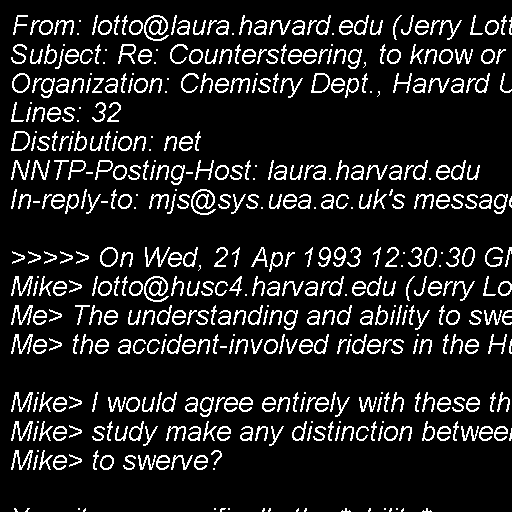 From: lotto@laura.harvard.edu (Jerry Lott
Subject: Re: Countersteering, to know or
Organization: Chemistry Dept., Harvard U
Lines: 32
Distribution: net
NNTP-Posting-Host: laura.harvard.edu
In-reply-to: mjs@sys.uea.ac.uk's message
>>>>> On Wed, 21 Apr 1993 12:30:30 GM
Mike> lotto@husc4.harvard.edu (Jerry Lo
Me> The understanding and ability to swe
Me> the accident-involved riders in the Hu
Mike> I would agree entirely with these th
Mike> study make any distinction between
Mike> to swerve?